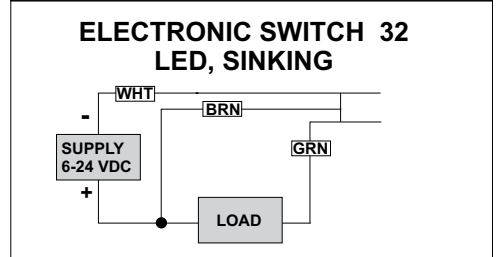 ELECTRONIC SWITCH 32
LED, SINKING
WHT
BRN
-
SUPPLY
6-24 VDC
GRN
+
LOAD